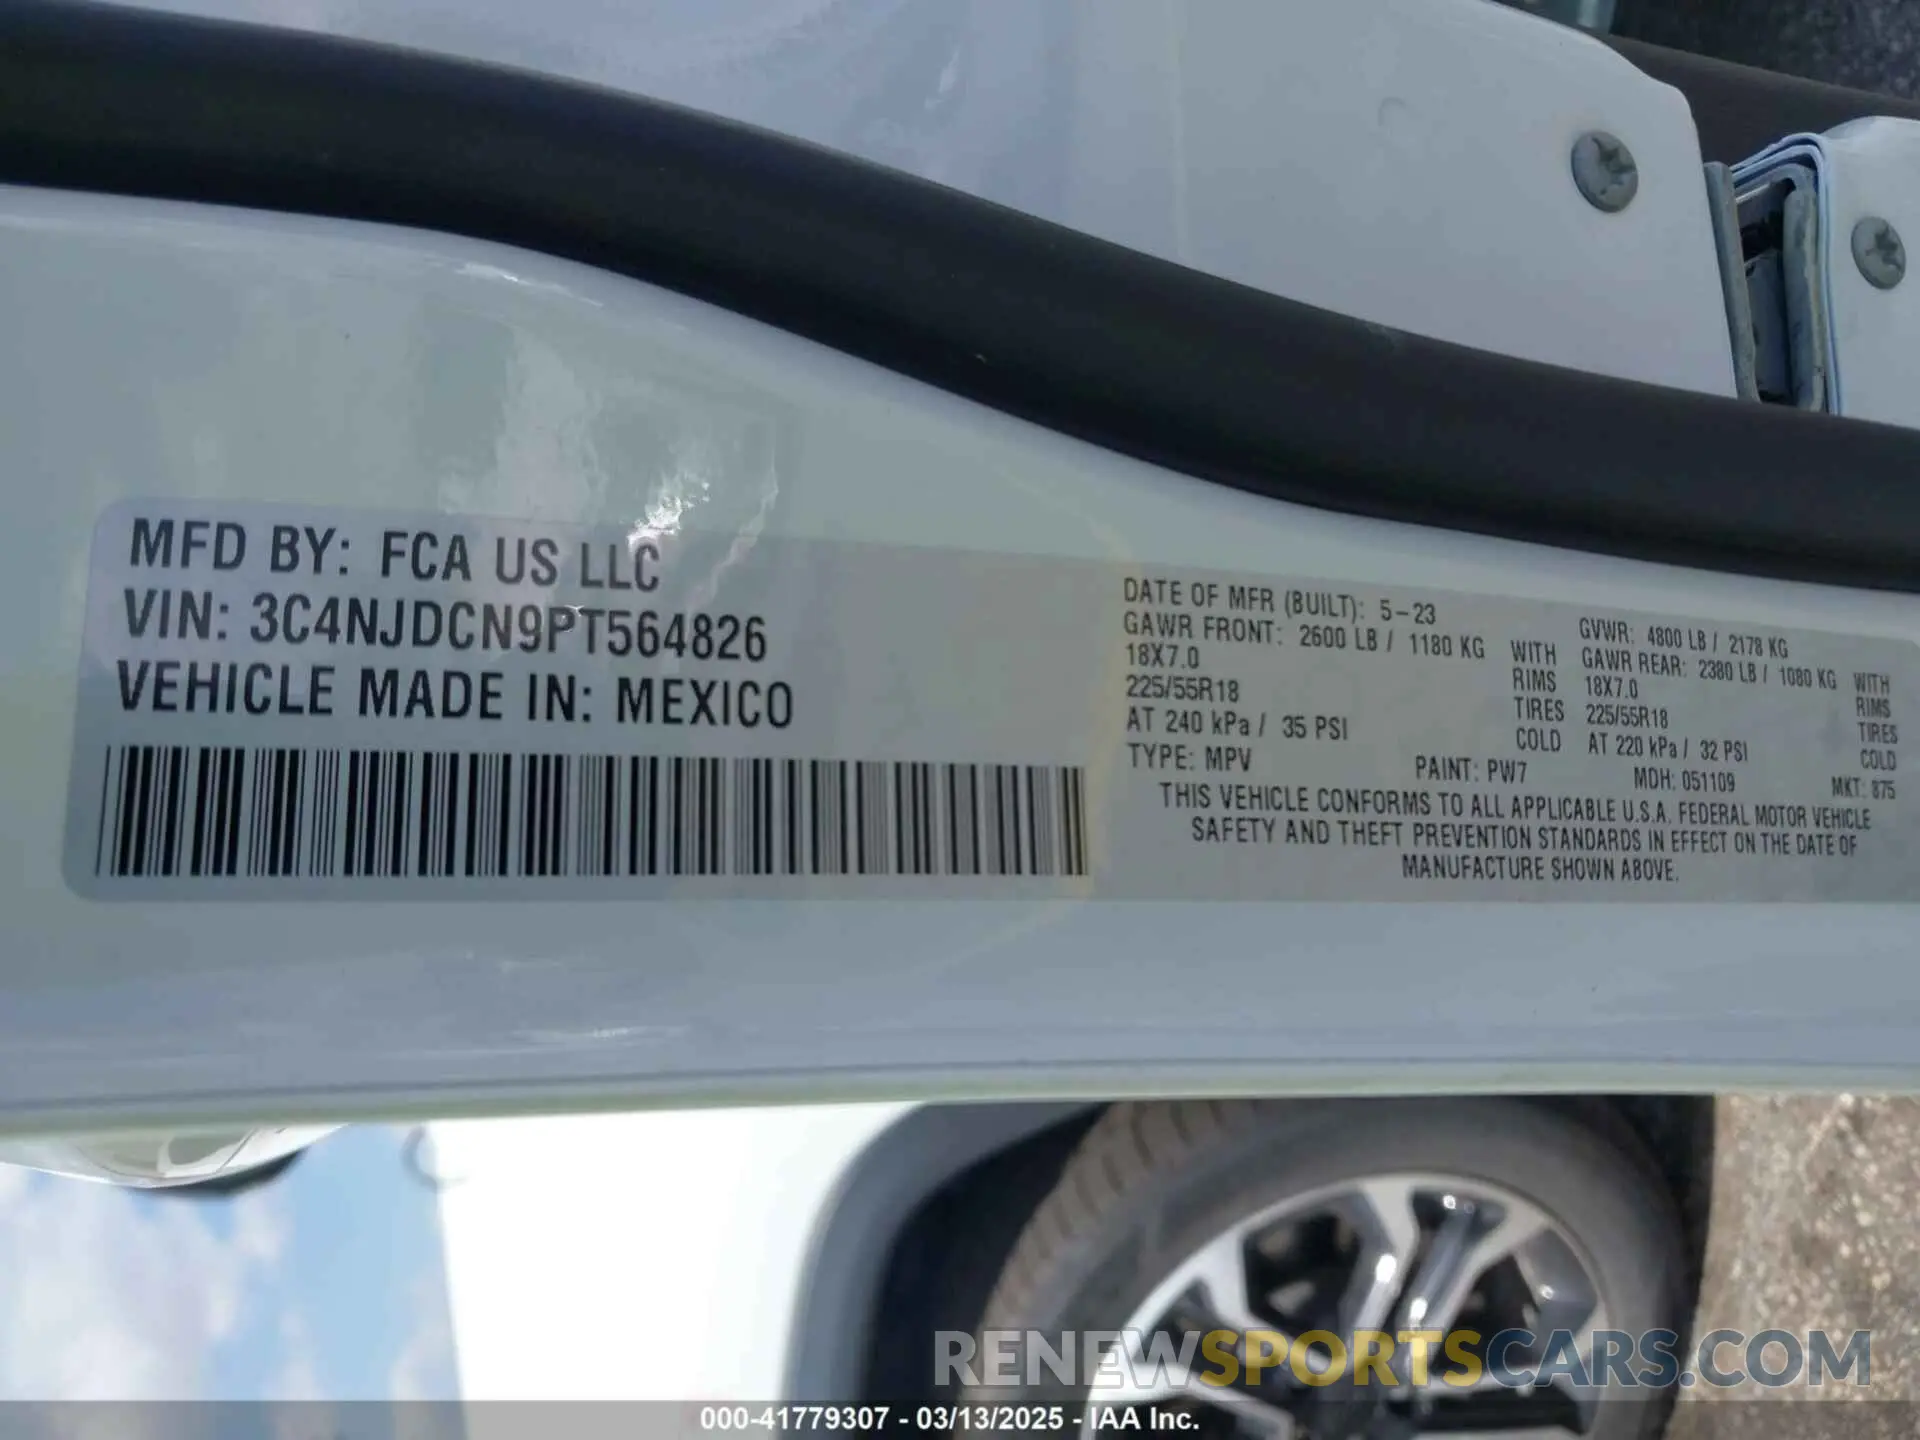 MFD BY: FCA US LLC
VIN: 3C4NJDCN9PT564826
VEHICLE MADE IN: MEXICO
DATE OF MFR (BUILT): 5-23
GVWR: 4800 LB / 2178 KG
GAWR FRONT: 2600 LB / 1180 KG WITH
18X7.0 RIMS
225/55R18 TIRES
AT 240 kPa / 35 PSI COLD
GAWR REAR: 2380 LB / 1080 KG WITH
18X7.0 RIMS
225/55R18 TIRES
AT 220 kPa / 32 PSI COLD
TYPE: MPV PAINT: PW7 MDH: 051109 MKT: 875
THIS VEHICLE CONFORMS TO ALL APPLICABLE U.S.A. FEDERAL MOTOR VEHICLE
SAFETY AND THEFT PREVENTION STANDARDS IN EFFECT ON THE DATE OF
MANUFACTURE SHOWN ABOVE.
RENEWSPORTSCARS.COM
000-41779307 - 03/13/2025 - IAA Inc.